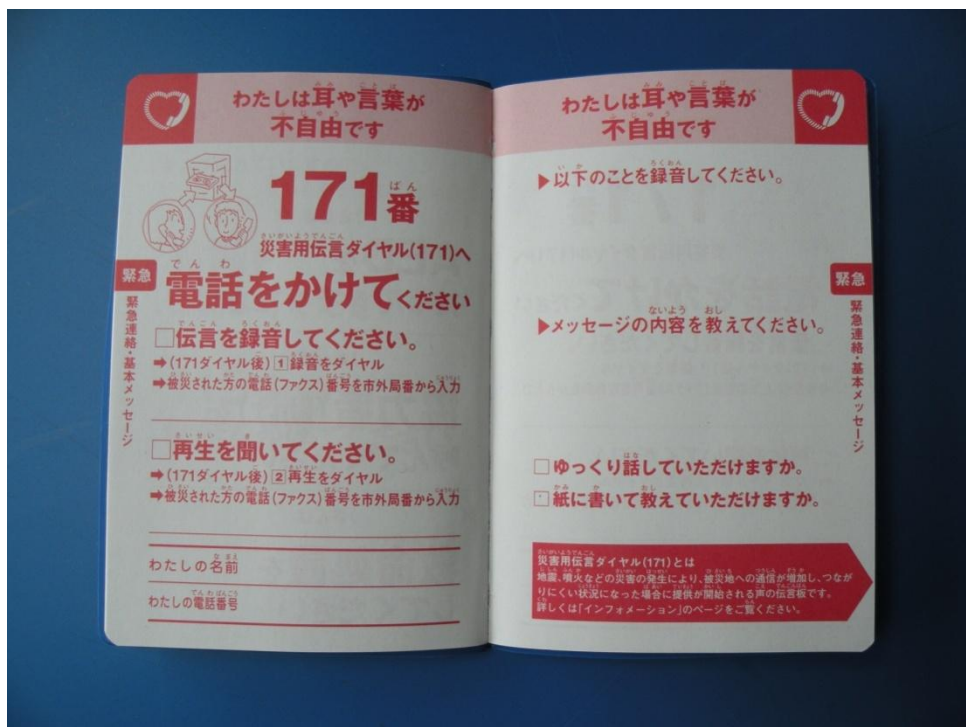 わたしは耳や言葉が
不自由です
171番
災害用伝言ダイヤル(171)へ
電話をかけてください
□伝言を録音してください。
➡(171ダイヤル後)1録音をダイヤル
➡被災された方の電話(ファクス)番号を市外局番から入力
□再生を聞いてください。
➡(171ダイヤル後)2再生をダイヤル
➡被災された方の電話(ファクス)番号を市外局番から入力
わたしの名前
わたしの電話番号
緊急
緊急連絡・基本メッセージ
わたしは耳や言葉が
不自由です
▶以下のことを録音してください。
▶メッセージの内容を教えてください。
□ゆっくり話していただけますか。
□紙に書いて教えていただけますか。
災害用伝言ダイヤル(171)とは
地震、噴火などの災害の発生により、被災地への通信が増加し、つなが
りにくい状況になった場合に提供が開始される声の伝言板です。
詳しくは「インフォメーション」のページをご覧ください。
緊急
緊急連絡・基本メッセージ